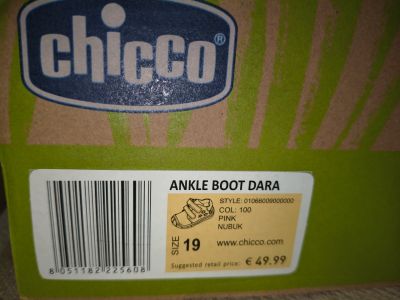 chicco®
ANKLE BOOT DARA
STYLE: 01066009000000
COL: 100
PINK
NUBUK
SIZE 19
www.chicco.com
Suggested retail price: € 49.99
8 051182 225608